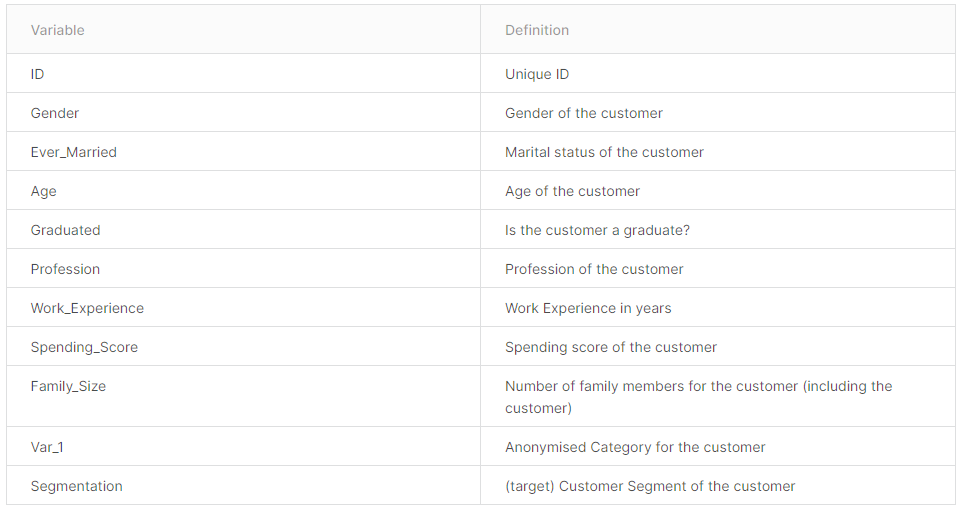 Variable Definition
ID Unique ID
Gender Gender of the customer
Ever_Married Marital status of the customer
Age Age of the customer
Graduated Is the customer a graduate?
Profession Profession of the customer
Work_Experience Work Experience in years
Spending_Score Spending score of the customer
Family_Size Number of family members for the customer (including the
customer)
Var_1 Anonymised Category for the customer
Segmentation (target) Customer Segment of the customer